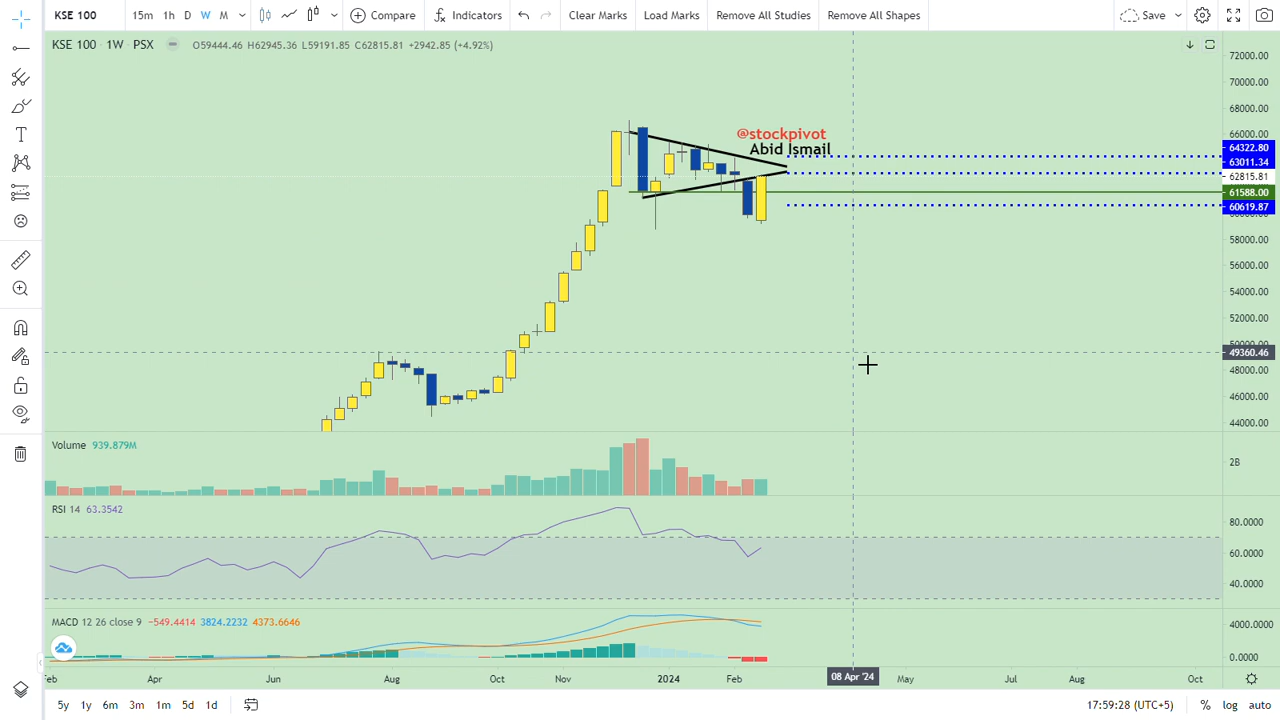 KSE 100 15m 1h D W M Compare Indicators Clear Marks Load Marks Remove All Studies Remove All Shapes Save
KSE 100 1W PSX O59444.46 H62945.36 L59191.85 C62815.81 +2942.85 (+4.92%)
72000.00
70000.00
68000.00
66000.00
@stockpivot
Abid Ismail
64322.80
63011.34
62815.81
61588.00
60619.87
58000.00
56000.00
54000.00
52000.00
49360.46
48000.00
46000.00
44000.00
Volume 939.879M
2B
RSI 14 63.3542
80.0000
60.0000
40.0000
MACD 12 26 close 9 −549.4414 3824.2232 4373.6646
4000.0000
0.0000
Feb Apr Jun Aug Oct Nov 2024 Feb 08 Apr '24 May Jul Aug Oct
5y 1y 6m 3m 1m 5d 1d 17:59:28 (UTC+5) % log auto